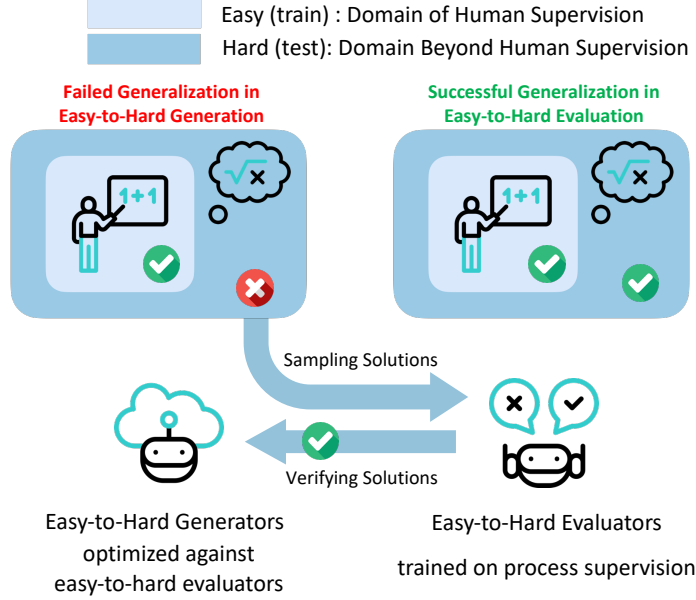 Easy (train) : Domain of Human Supervision
Hard (test): Domain Beyond Human Supervision
Failed Generalization in
Easy-to-Hard Generation
Successful Generalization in
Easy-to-Hard Evaluation
1+1
√x
1+1
√x
Sampling Solutions
Verifying Solutions
Easy-to-Hard Generators
optimized against
easy-to-hard evaluators
Easy-to-Hard Evaluators
trained on process supervision